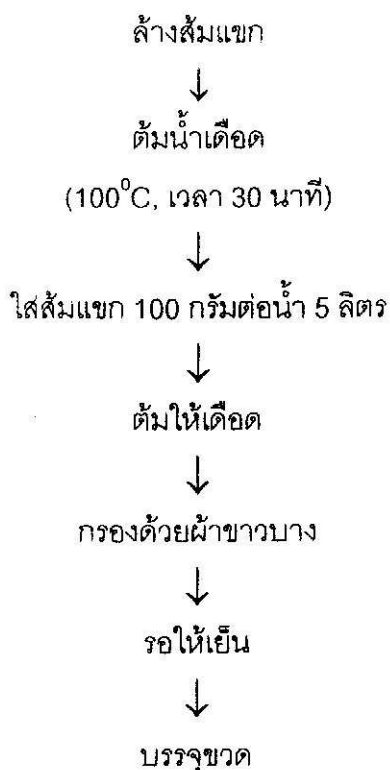 ล้างส้มแขก
↓
ต้มน้ำเดือด
(100⁰C, เวลา 30 นาที)
↓
ใส่ส้มแขก 100 กรัมต่อน้ำ 5 ลิตร
↓
ต้มให้เดือด
↓
กรองด้วยผ้าขาวบาง
↓
รอให้เย็น
↓
บรรจุขวด